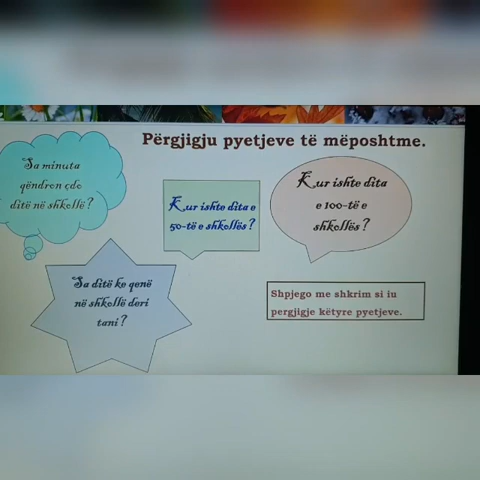 Përgjigju pyetjeve të mëposhtme.
Sa minuta
qëndron çdo
ditë në shkollë?
Kur ishte dita e
50-të e shkollës?
Kur ishte dita
e 100-të e
shkollës?
Sa ditë ke qenë
në shkollë deri
tani?
Shpjego me shkrim si iu
pergjigje këtyre pyetjeve.